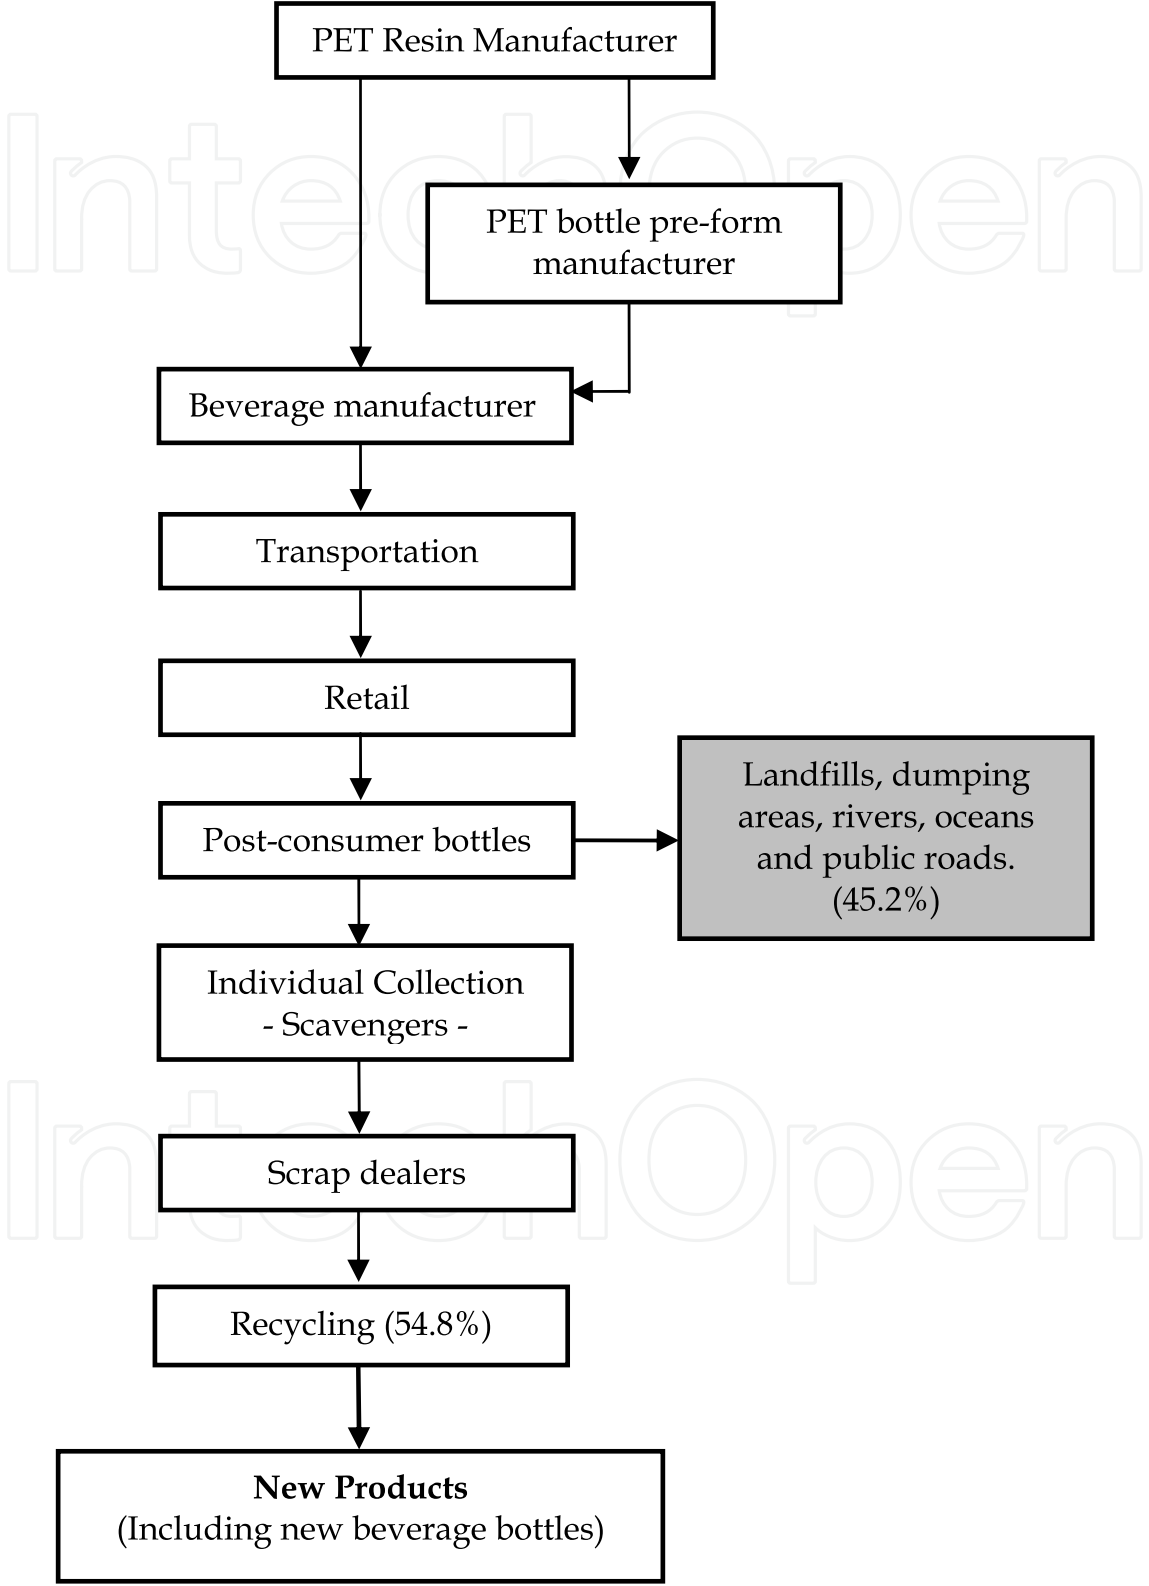 PET Resin Manufacturer
PET bottle pre-form
manufacturer
Beverage manufacturer
Transportation
Retail
Landfills, dumping
areas, rivers, oceans
and public roads.
(45.2%)
Post-consumer bottles
Individual Collection
- Scavengers -
Scrap dealers
Recycling (54.8%)
New Products
(Including new beverage bottles)
IntechOpen
IntechOpen